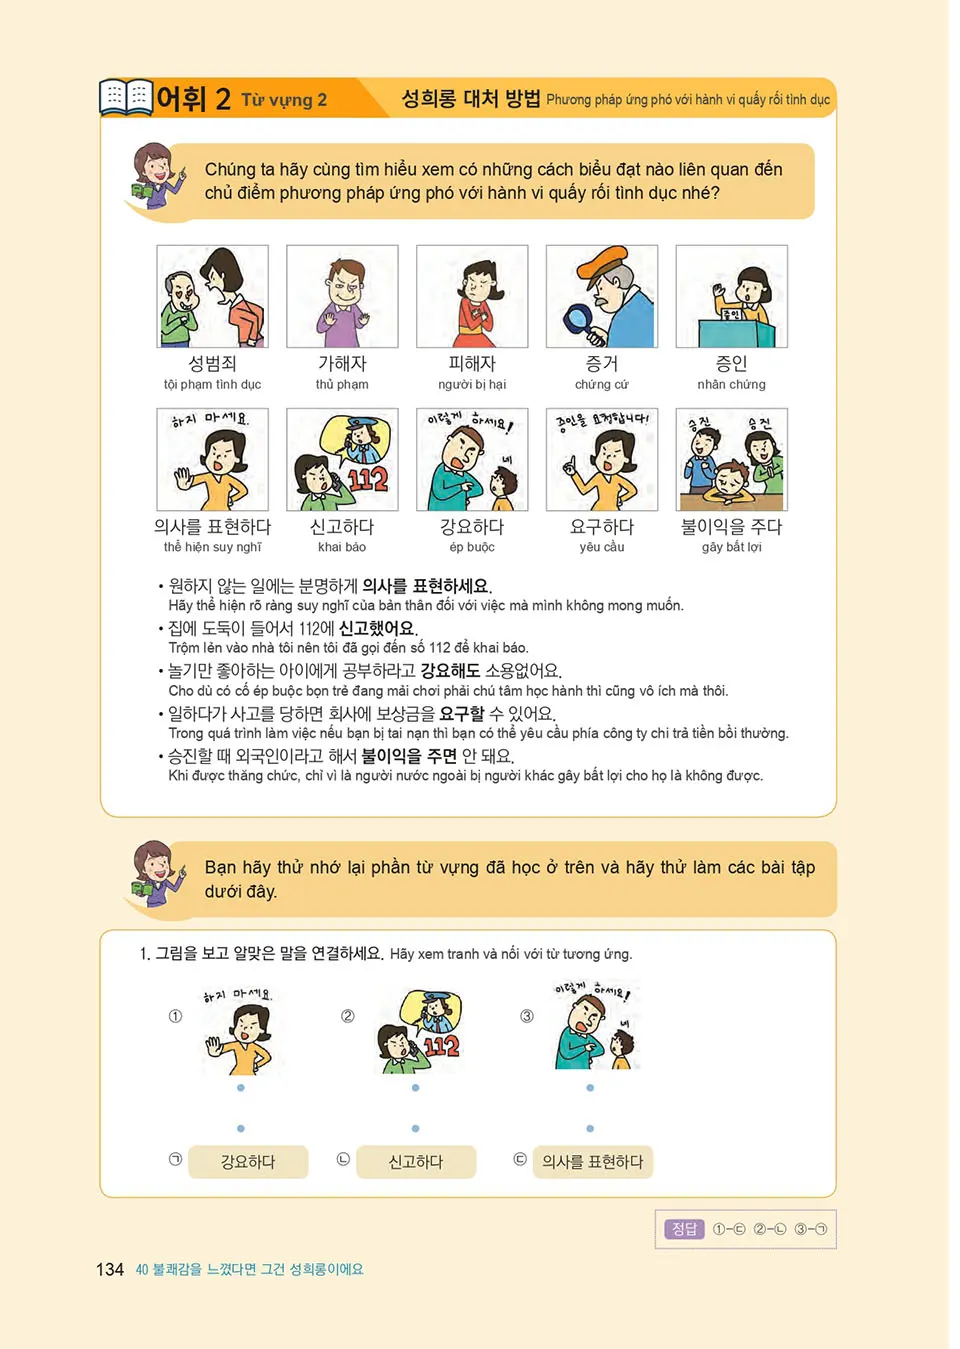 어휘 2 Từ vựng 2 성희롱 대처 방법 Phương pháp ứng phó với hành vi quấy rối tình dục
Chúng ta hãy cùng tìm hiểu xem có những cách biểu đạt nào liên quan đến
chủ điểm phương pháp ứng phó với hành vi quấy rối tình dục nhé?
증인
성범죄 가해자 피해자 증거 증인
tội phạm tình dục thủ phạm người bị hại chứng cứ nhân chứng
하지 마세요. 112 이렇게 하세요! 네 증인을 요청합니다! 승진 승진
의사를 표현하다 신고하다 강요하다 요구하다 불이익을 주다
thể hiện suy nghĩ khai báo ép buộc yêu cầu gây bất lợi
• 원하지 않는 일에는 분명하게 의사를 표현하세요.
Hãy thể hiện rõ ràng suy nghĩ của bản thân đối với việc mà mình không mong muốn.
• 집에 도둑이 들어서 112에 신고했어요.
Trộm lẻn vào nhà tôi nên tôi đã gọi đến số 112 để khai báo.
• 놀기만 좋아하는 아이에게 공부하라고 강요해도 소용없어요.
Cho dù có cố ép buộc bọn trẻ đang mải chơi phải chú tâm học hành thì cũng vô ích mà thôi.
• 일하다가 사고를 당하면 회사에 보상금을 요구할 수 있어요.
Trong quá trình làm việc nếu bạn bị tai nạn thì bạn có thể yêu cầu phía công ty chi trả tiền bồi thường.
• 승진할 때 외국인이라고 해서 불이익을 주면 안 돼요.
Khi được thăng chức, chỉ vì là người nước ngoài bị người khác gây bất lợi cho họ là không được.
Bạn hãy thử nhớ lại phần từ vựng đã học ở trên và hãy thử làm các bài tập
dưới đây.
1. 그림을 보고 알맞은 말을 연결하세요. Hãy xem tranh và nối với từ tương ứng.
① 하지 마세요. ② 112 ③ 이렇게 하세요! 네
㉠ 강요하다 ㉡ 신고하다 ㉢ 의사를 표현하다
정답 ①-㉢ ②-㉡ ③-㉠
134 40 불쾌감을 느꼈다면 그건 성희롱이에요